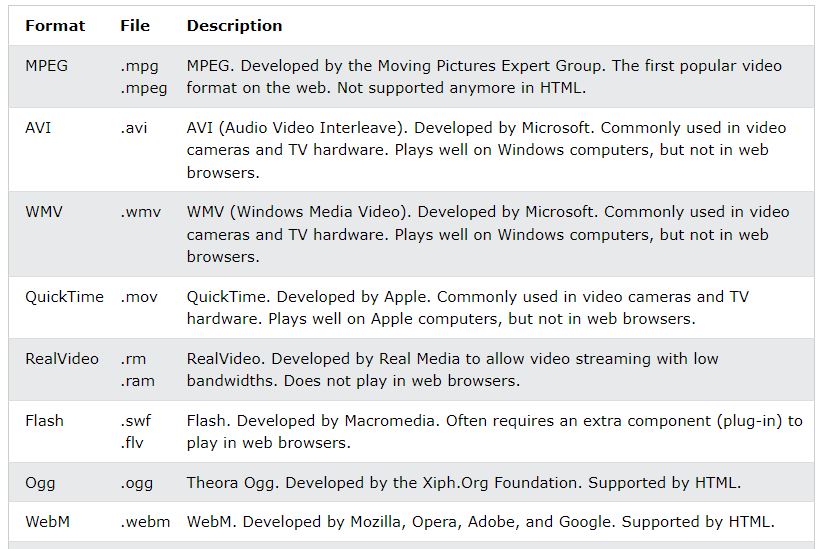 Format File Description
MPEG .mpg MPEG. Developed by the Moving Pictures Expert Group. The first popular video
.mpeg format on the web. Not supported anymore in HTML.
AVI .avi AVI (Audio Video Interleave). Developed by Microsoft. Commonly used in video
cameras and TV hardware. Plays well on Windows computers, but not in web
browsers.
WMV .wmv WMV (Windows Media Video). Developed by Microsoft. Commonly used in video
cameras and TV hardware. Plays well on Windows computers, but not in web
browsers.
QuickTime .mov QuickTime. Developed by Apple. Commonly used in video cameras and TV
hardware. Plays well on Apple computers, but not in web browsers.
RealVideo .rm RealVideo. Developed by Real Media to allow video streaming with low
.ram bandwidths. Does not play in web browsers.
Flash .swf Flash. Developed by Macromedia. Often requires an extra component (plug-in) to
.flv play in web browsers.
Ogg .ogg Theora Ogg. Developed by the Xiph.Org Foundation. Supported by HTML.
WebM .webm WebM. Developed by Mozilla, Opera, Adobe, and Google. Supported by HTML.